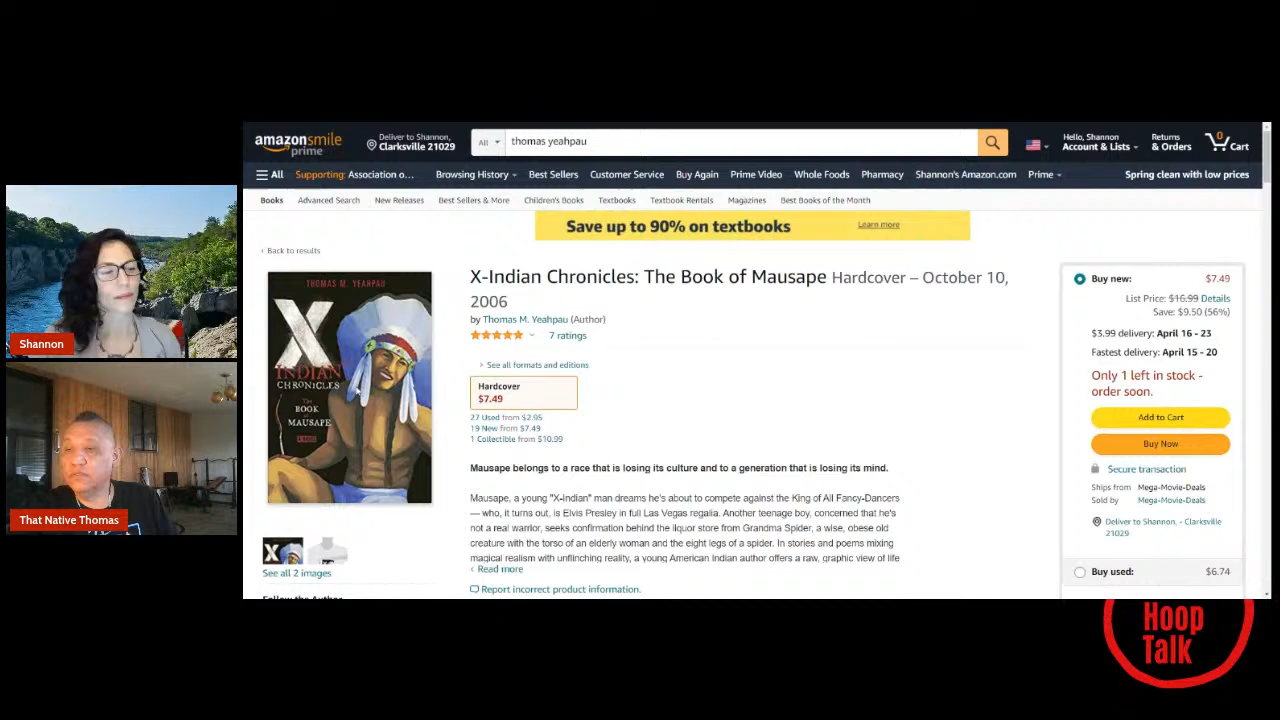 amazonsmile
prime
Deliver to Shannon,
Clarksville 21029
All
thomas yeahpau
Hello, Shannon
Account & Lists
Returns
& Orders
0
Cart
All
Supporting: Association o...
Browsing History
Best Sellers
Customer Service
Buy Again
Prime Video
Whole Foods
Pharmacy
Shannon's Amazon.com
Prime
Spring clean with low prices
Books
Advanced Search
New Releases
Best Sellers & More
Children's Books
Textbooks
Textbook Rentals
Magazines
Best Books of the Month
Save up to 90% on textbooks
Learn more
‹ Back to results
THOMAS M. YEAHPAU
X
INDIAN
CHRONICLES
The
BOOK
of
MAUSAPE
See all 2 images
Follow the Author
X-Indian Chronicles: The Book of Mausape Hardcover – October 10,
2006
by Thomas M. Yeahpau (Author)
7 ratings
› See all formats and editions
Hardcover
$7.49
27 Used from $2.95
19 New from $7.49
1 Collectible from $10.99
Mausape belongs to a race that is losing its culture and to a generation that is losing its mind.
Mausape, a young "X-Indian" man dreams he's about to compete against the King of All Fancy-Dancers
— who, it turns out, is Elvis Presley in full Las Vegas regalia. Another teenage boy, concerned that he's
not a real warrior, seeks confirmation behind the liquor store from Grandma Spider, a wise, obese old
creature with the torso of an elderly woman and the eight legs of a spider. In stories and poems mixing
magical realism with unflinching reality, a young American Indian author offers a raw, graphic view of life
‹ Read more
Report incorrect product information.
Buy new:
$7.49
List Price: $16.99 Details
Save: $9.50 (56%)
$3.99 delivery: April 16 - 23
Fastest delivery: April 15 - 20
Only 1 left in stock -
order soon.
Add to Cart
Buy Now
Secure transaction
Ships from Mega-Movie-Deals
Sold by Mega-Movie-Deals
Deliver to Shannon, - Clarksville
21029
Buy used:
$6.74
Shannon
That Native Thomas
Hoop
Talk